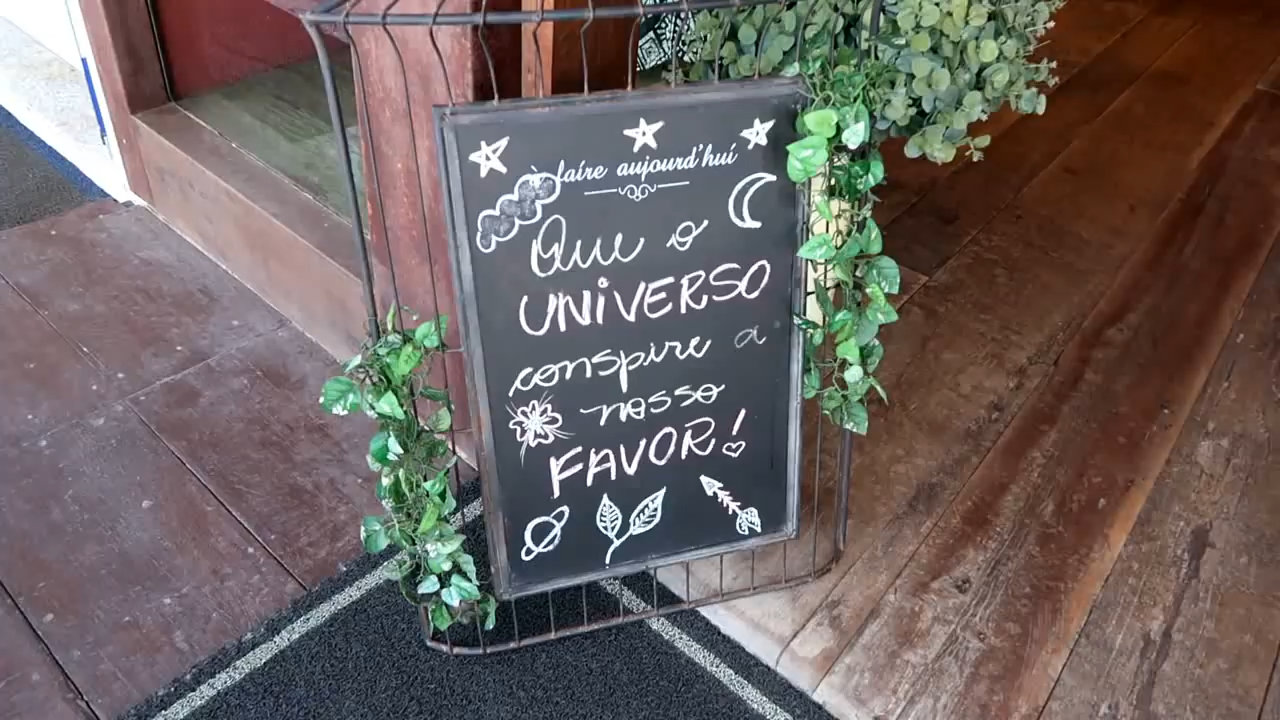 à faire aujourd'hui
Que o
UNIVERSO
conspire a
nosso
FAVOR!